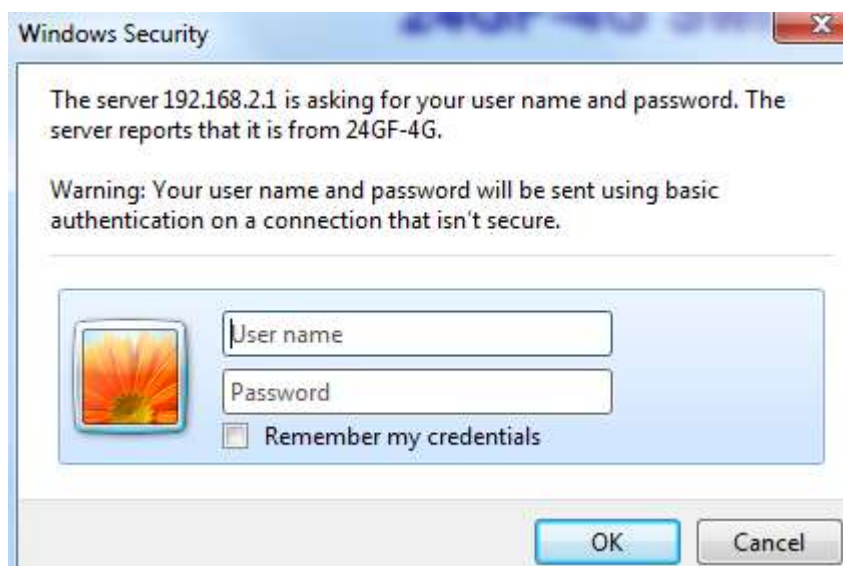 24GF-4G
Windows Security
The server 192.168.2.1 is asking for your user name and password. The
server reports that it is from 24GF-4G.
Warning: Your user name and password will be sent using basic
authentication on a connection that isn't secure.
User name
Password
Remember my credentials
OK
Cancel